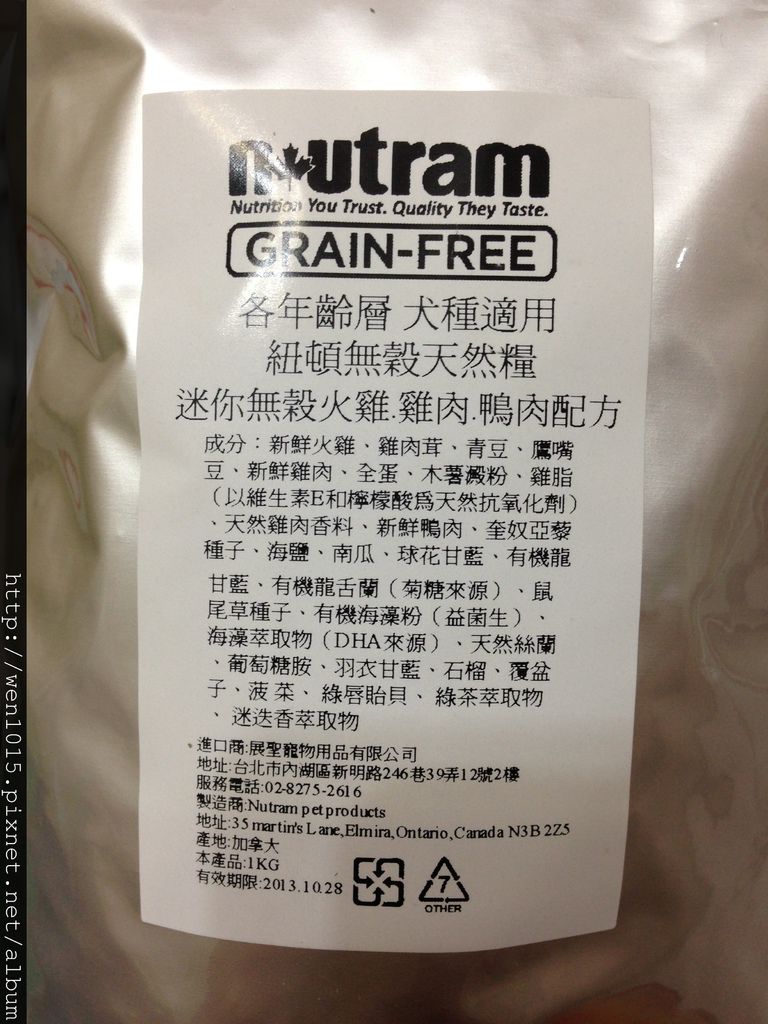 nutram
Nutrition You Trust. Quality They Taste.
GRAIN-FREE
各年齡層 犬種適用
紐頓無穀天然糧
迷你無穀火雞.雞肉.鴨肉配方
成分：新鮮火雞、雞肉茸、青豆、鷹嘴
豆、新鮮雞肉、全蛋、木薯澱粉、雞脂
（以維生素E和檸檬酸爲天然抗氧化劑）
、天然雞肉香料、新鮮鴨肉、奎奴亞藜
種子、海鹽、南瓜、球花甘藍、有機龍
甘藍、有機龍舌蘭（菊糖來源）、鼠
尾草種子、有機海藻粉（益菌生）、
海藻萃取物（DHA來源）、天然絲蘭
、葡萄糖胺、羽衣甘藍、石榴、覆盆
子、菠菜、綠唇貽貝、綠茶萃取物
、迷迭香萃取物
進口商:展聖寵物用品有限公司
地址:台北市內湖區新明路246巷39弄12號2樓
服務電話:02-8275-2616
製造商:Nutram pet products
地址:35 martin's Lane,Elmira,Ontario,Canada N3B 2Z5
產地:加拿大
本產品:1KG
有效期限:2013.10.28
7
OTHER
http://wen1015.pixnet.net/album